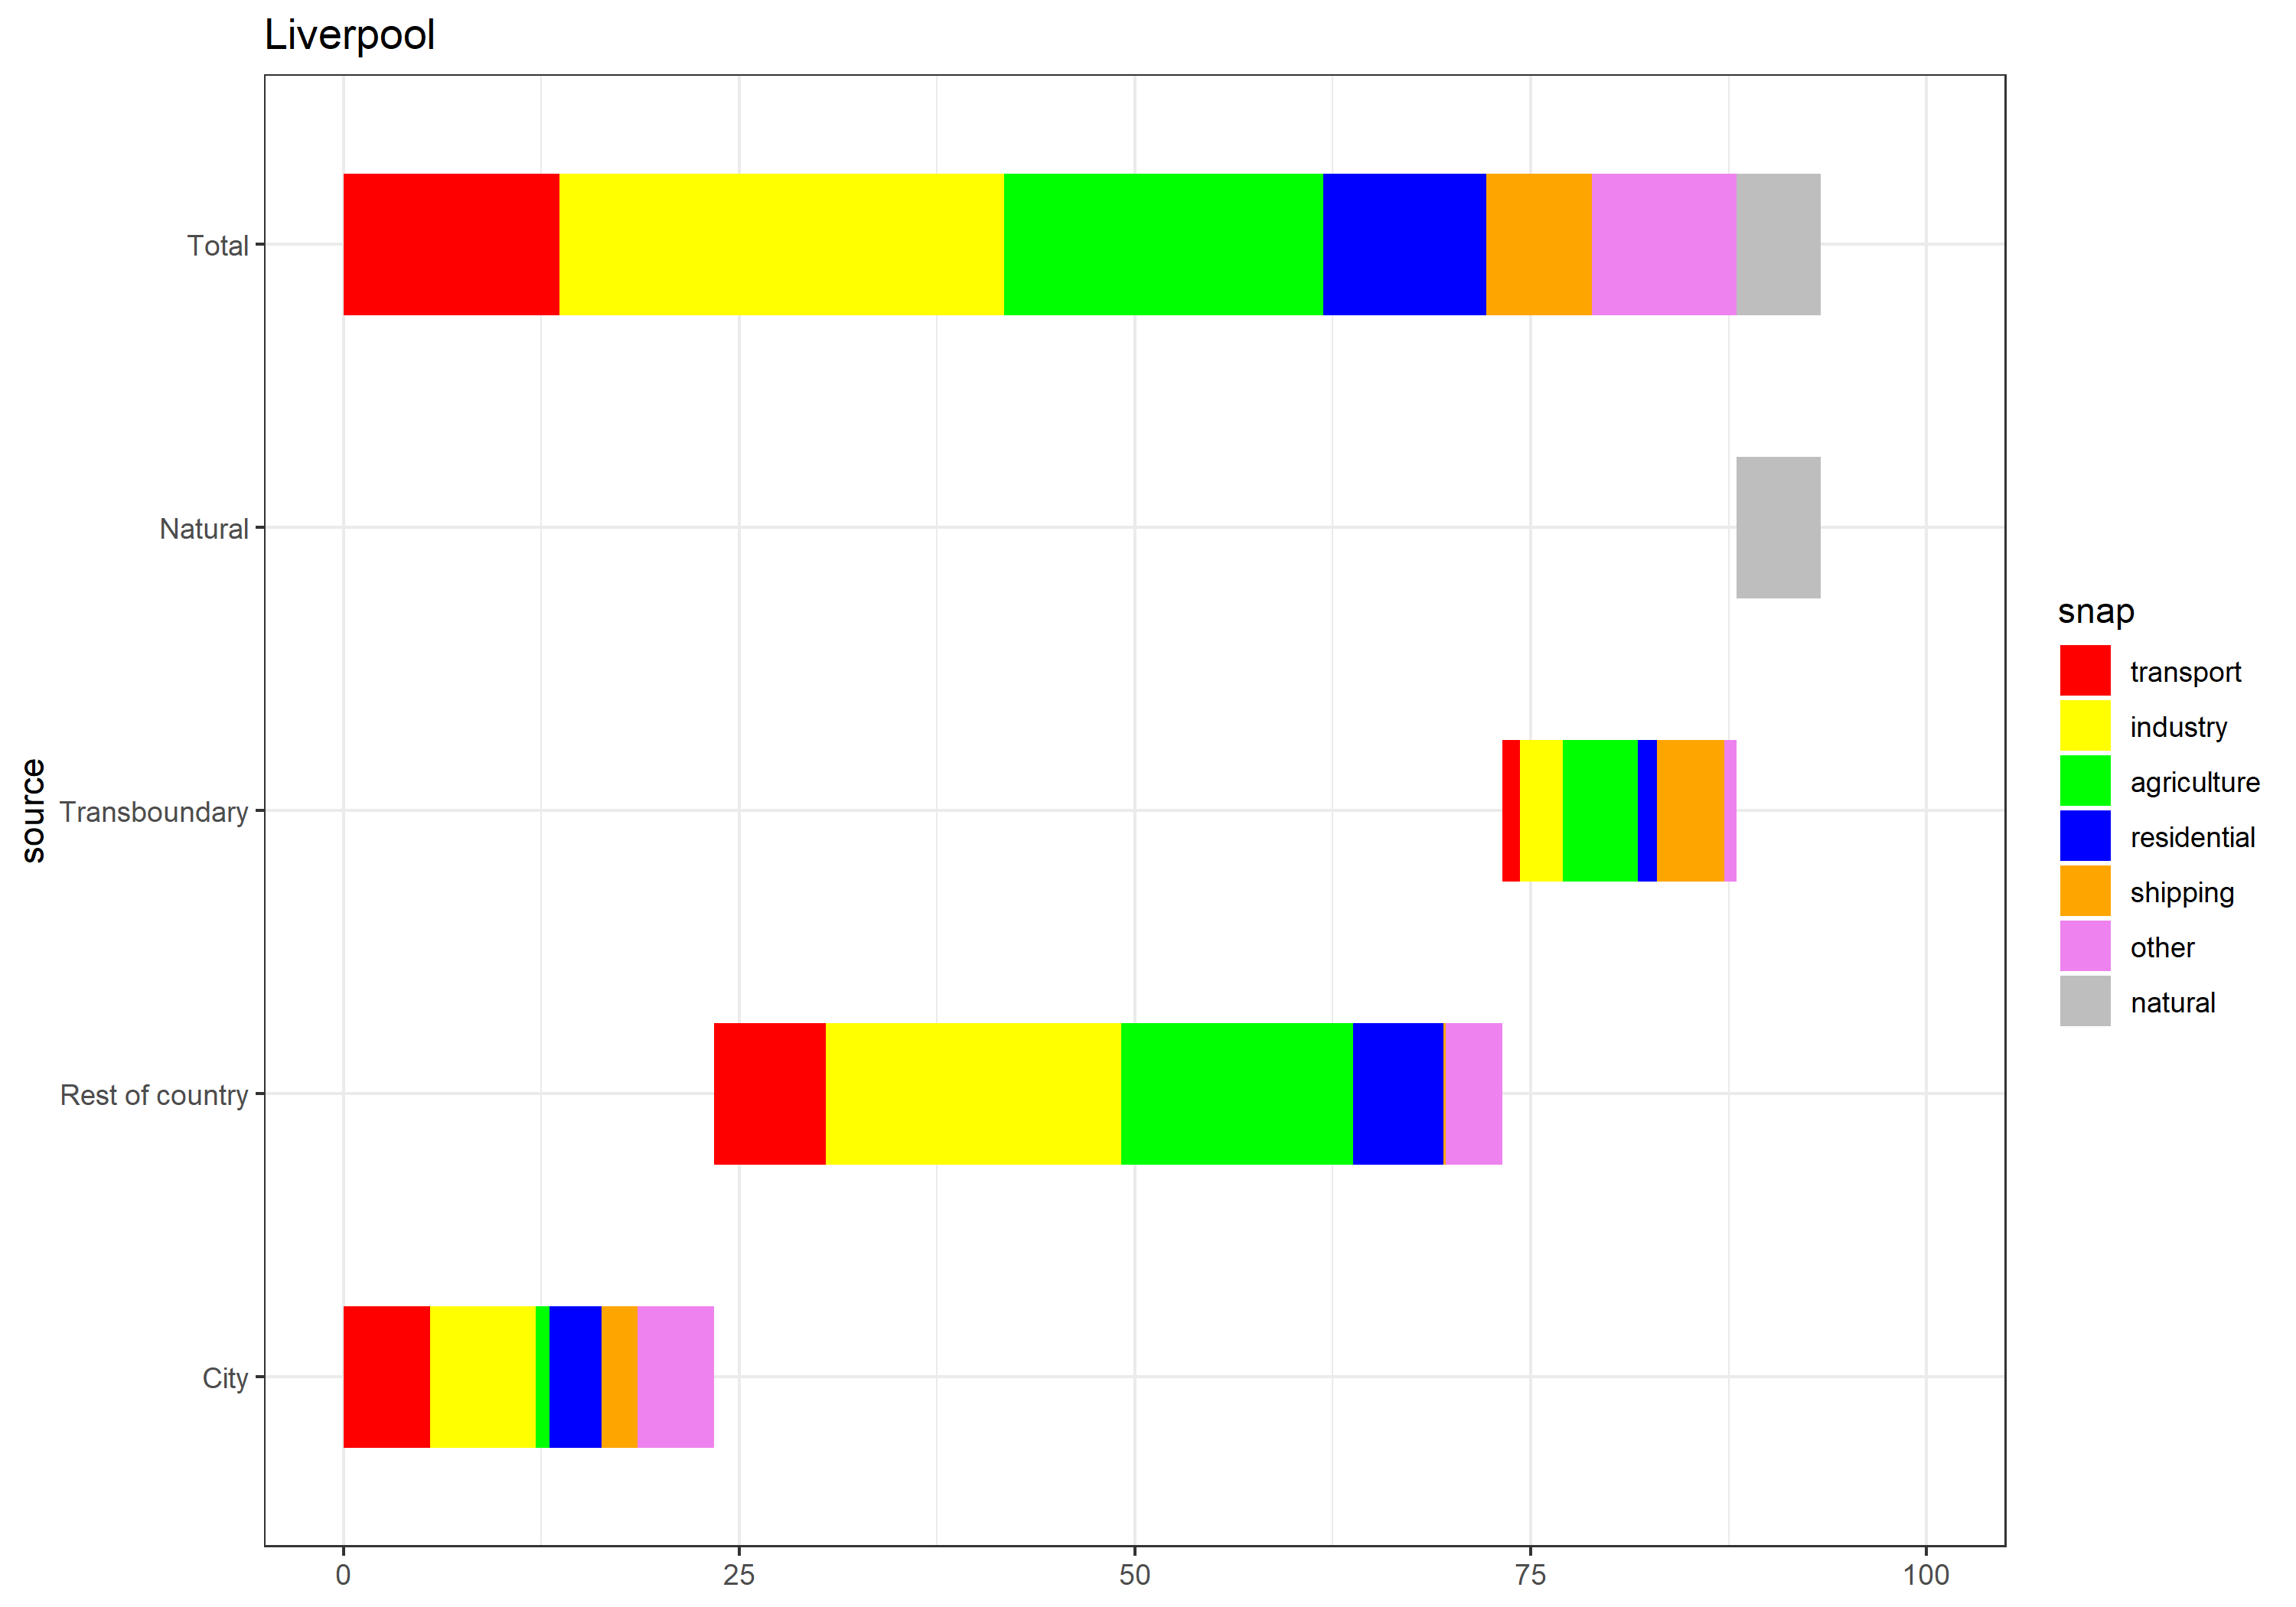 Liverpool
Total
Natural
Transboundary
Rest of country
City
source
0 25 50 75 100
snap
transport
industry
agriculture
residential
shipping
other
natural